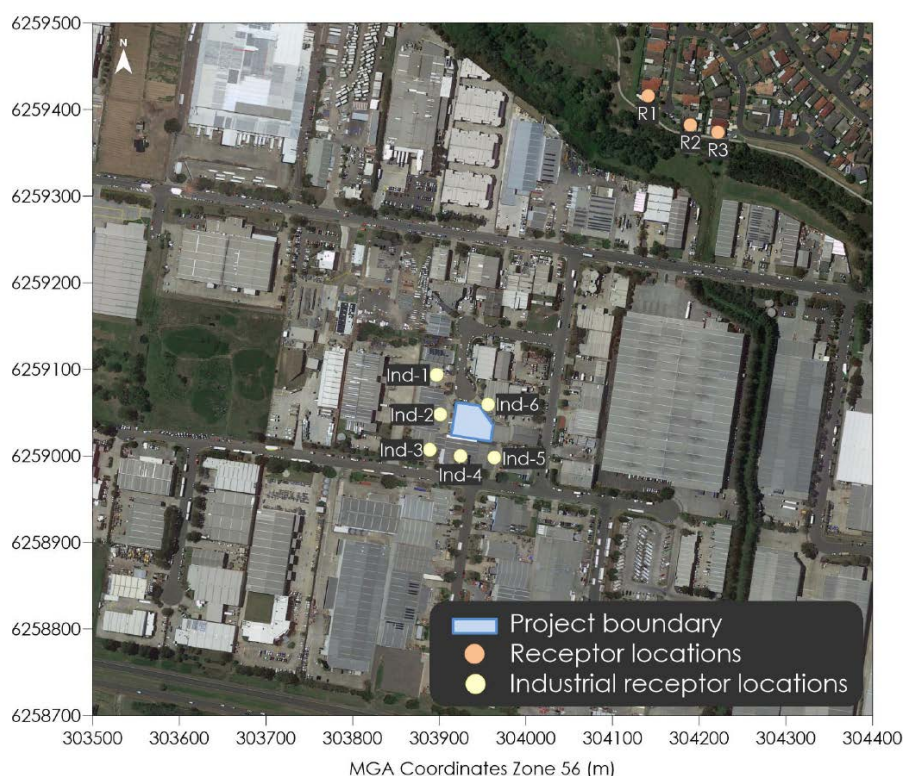 6259500
N
6259400
R1
R2
R3
6259300
6259200
6259100
Ind-1
Ind-6
Ind-2
6259000
Ind-3
Ind-4
Ind-5
6258900
6258800
Project boundary
Receptor locations
Industrial receptor locations
6258700
303500 303600 303700 303800 303900 304000 304100 304200 304300 304400
MGA Coordinates Zone 56 (m)